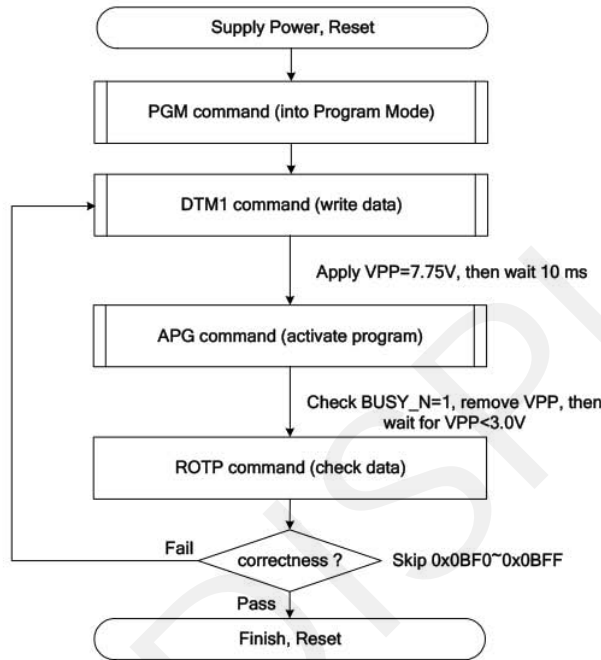 Supply Power, Reset
PGM command (into Program Mode)
DTM1 command (write data)
Apply VPP=7.75V, then wait 10 ms
APG command (activate program)
Check BUSY_N=1, remove VPP, then
wait for VPP<3.0V
ROTP command (check data)
Fail
correctness ?
Skip 0x0BF0~0x0BFF
Pass
Finish, Reset
DISPL